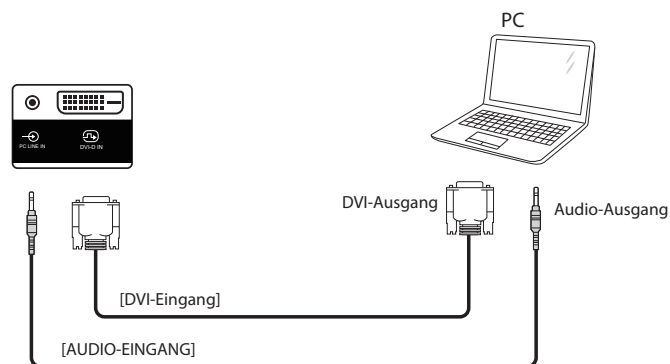 PC
PC LINE IN
DVI-D IN
DVI-Ausgang
Audio-Ausgang
[DVI-Eingang]
[AUDIO-EINGANG]